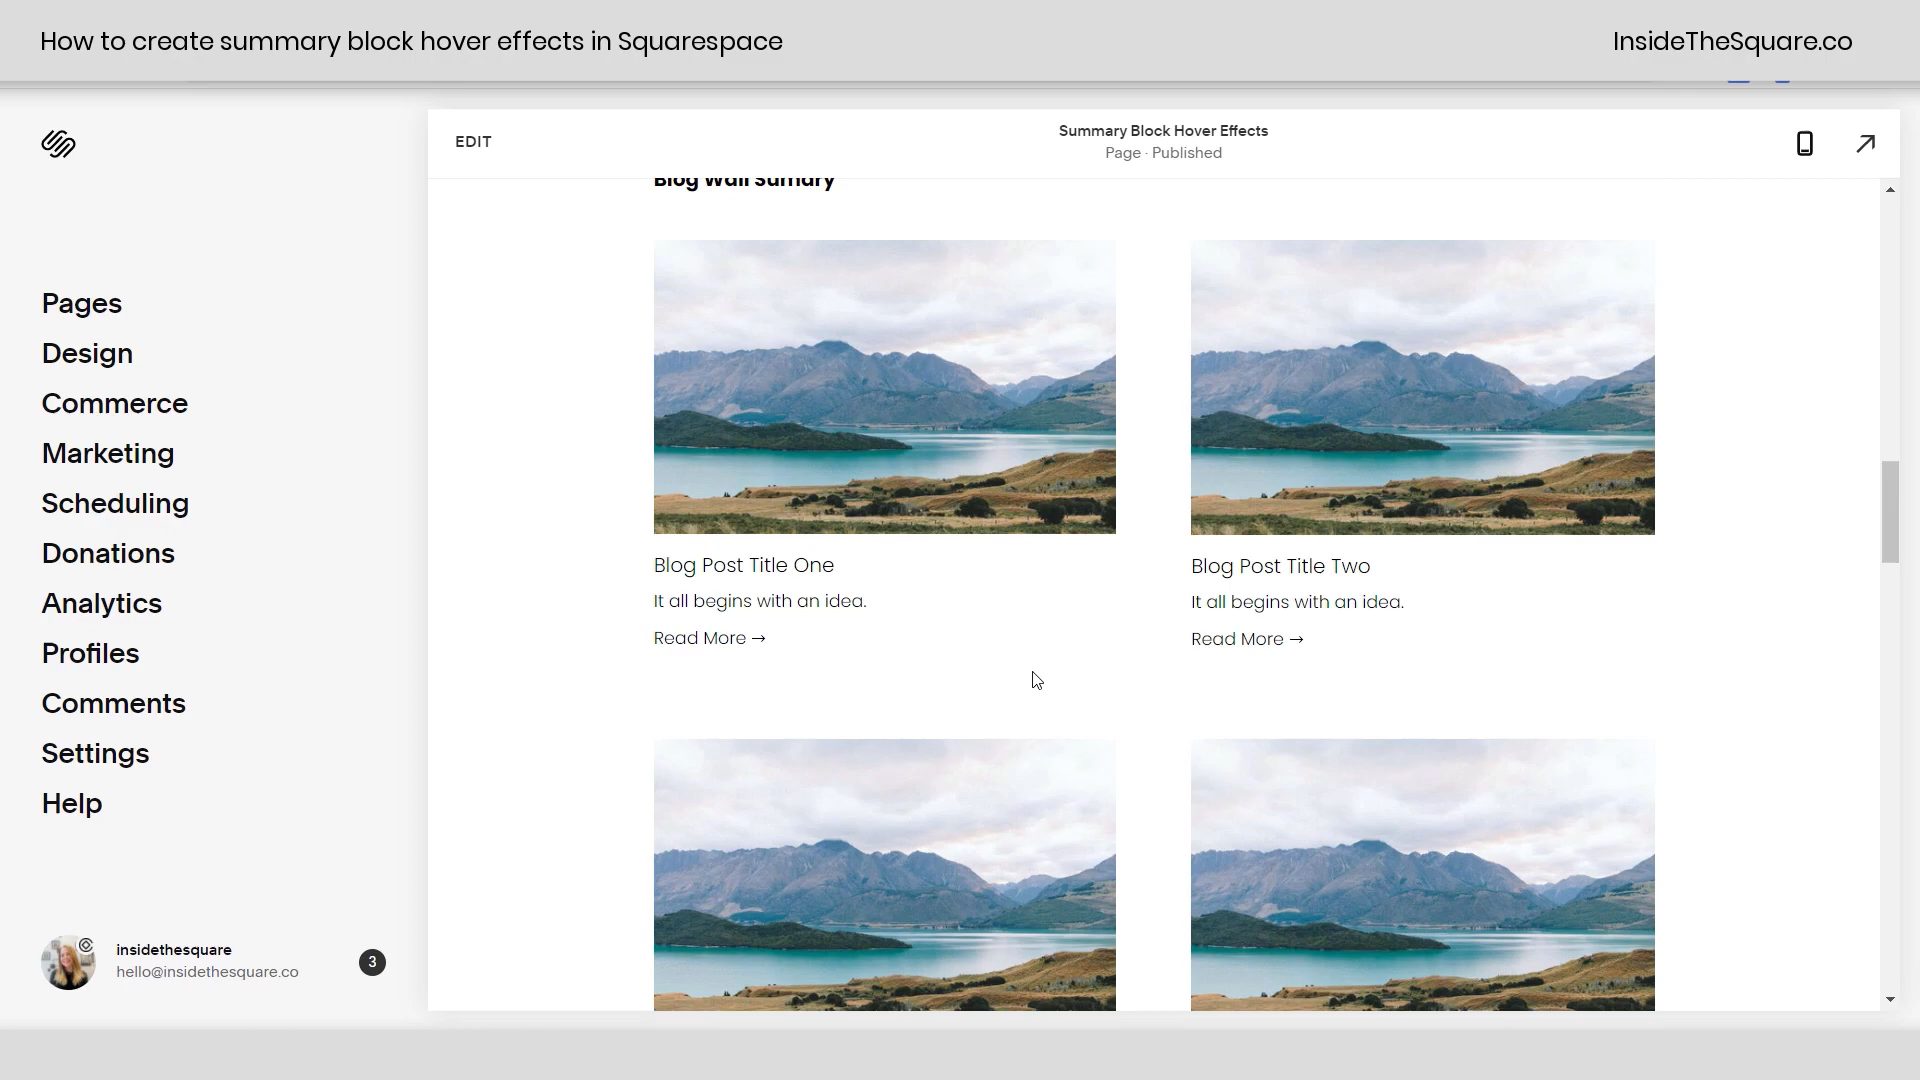 How to create summary block hover effects in Squarespace
InsideTheSquare.co
EDIT
Summary Block Hover Effects
Page · Published
Blog Wall Sumary
Pages
Design
Commerce
Marketing
Scheduling
Donations
Analytics
Profiles
Comments
Settings
Help
Blog Post Title One
It all begins with an idea.
Read More →
Blog Post Title Two
It all begins with an idea.
Read More →
insidethesquare
hello@insidethesquare.co
3